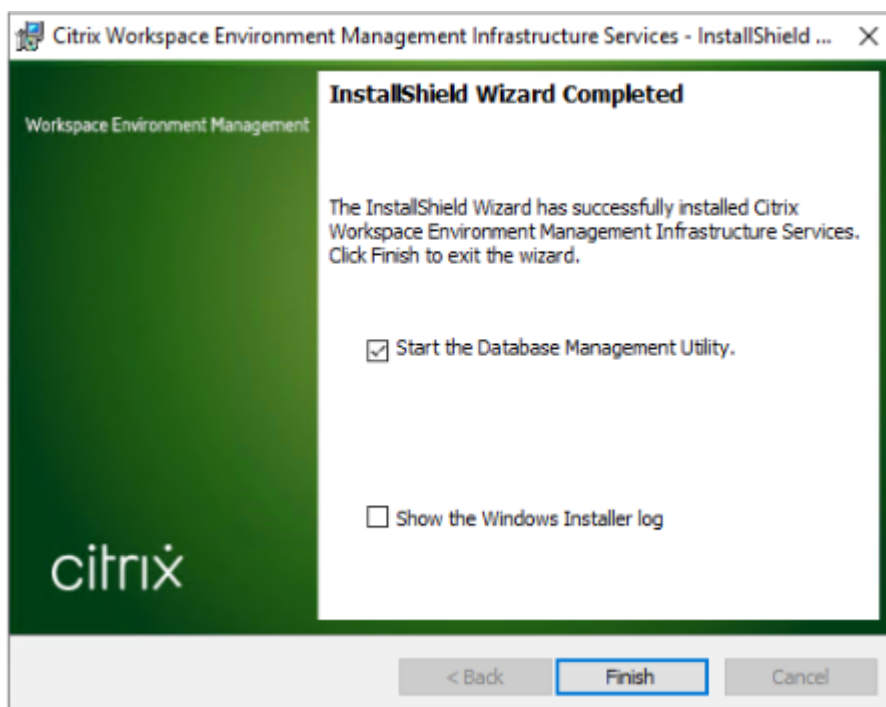 Citrix Workspace Environment Management Infrastructure Services - InstallShield ...
Workspace Environment Management
InstallShield Wizard Completed
The InstallShield Wizard has successfully installed Citrix
Workspace Environment Management Infrastructure Services.
Click Finish to exit the wizard.
Start the Database Management Utility.
Show the Windows Installer log
citrix
< Back
Finish
Cancel